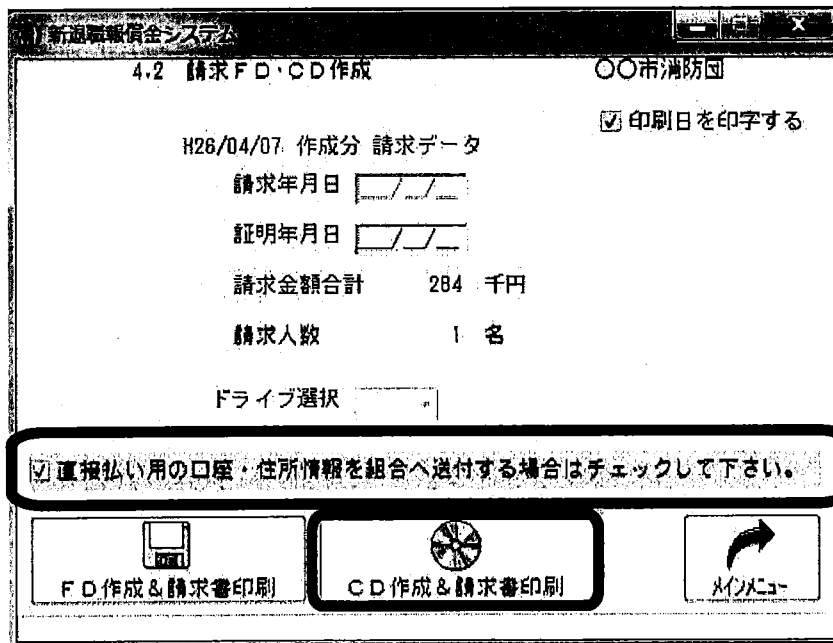 新退職報償金システム
4.2 請求FD・CD作成
〇〇市消防団
☑ 印刷日を印字する
H26/04/07 作成分 請求データ
請求年月日 __/__/__
証明年月日 __/__/__
請求金額合計 284 千円
請求人数 1 名
ドライブ選択
☑ 直接払い用の口座・住所情報を組合へ送付する場合はチェックして下さい。
FD作成&請求書印刷
CD作成&請求書印刷
メインメニュー